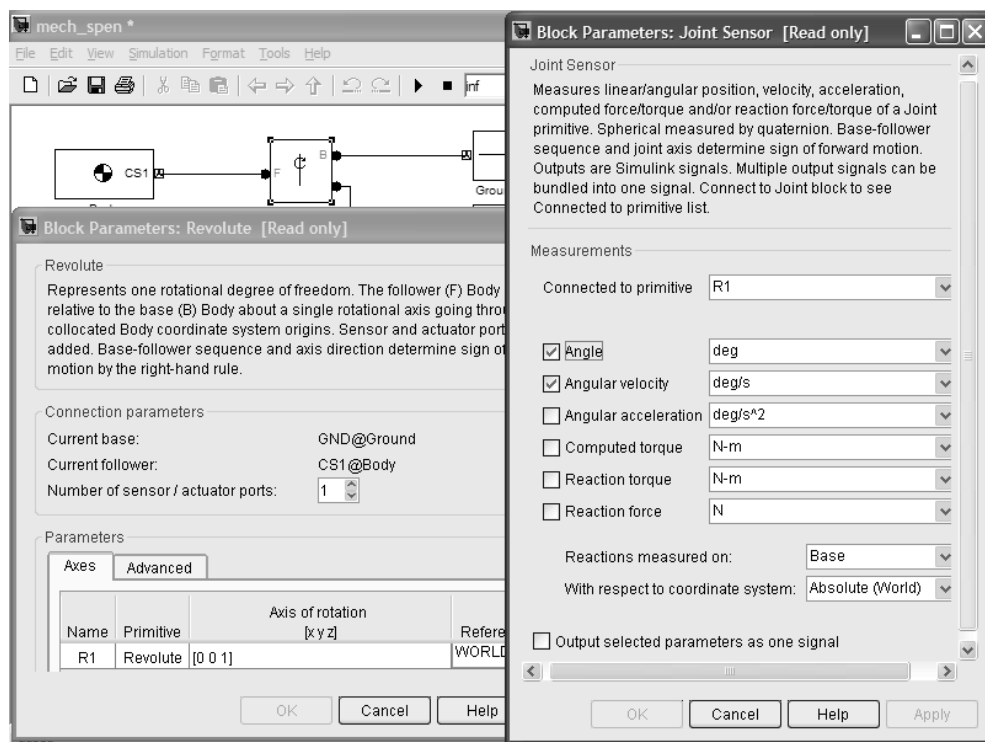 mech_spen *
File Edit View Simulation Format Tools Help
inf
CS1
F
B
Block Parameters: Revolute [Read only]
Revolute
Represents one rotational degree of freedom. The follower (F) Body
relative to the base (B) Body about a single rotational axis going
collocated Body coordinate system origins. Sensor and actuator
added. Base-follower sequence and axis direction determine sign
motion by the right-hand rule.
Connection parameters
Current base: GND@Ground
Current follower: CS1@Body
Number of sensor / actuator ports: 1
Parameters
Axes Advanced
Axis of rotation
Name Primitive [x y z]
R1 Revolute [0 0 1]
OK Cancel Help
Block Parameters: Joint Sensor [Read only]
Joint Sensor
Measures linear/angular position, velocity, acceleration,
computed force/torque and/or reaction force/torque of a Joint
primitive. Spherical measured by quaternion. Base-follower
sequence and joint axis determine sign of forward motion.
Outputs are Simulink signals. Multiple output signals can be
bundled into one signal. Connect to Joint block to see
Connected to primitive list.
Measurements
Connected to primitive R1
Angle deg
Angular velocity deg/s
Angular acceleration deg/s^2
Computed torque N-m
Reaction torque N-m
Reaction force N
Reactions measured on: Base
With respect to coordinate system: Absolute (World)
Output selected parameters as one signal
OK Cancel Help Apply